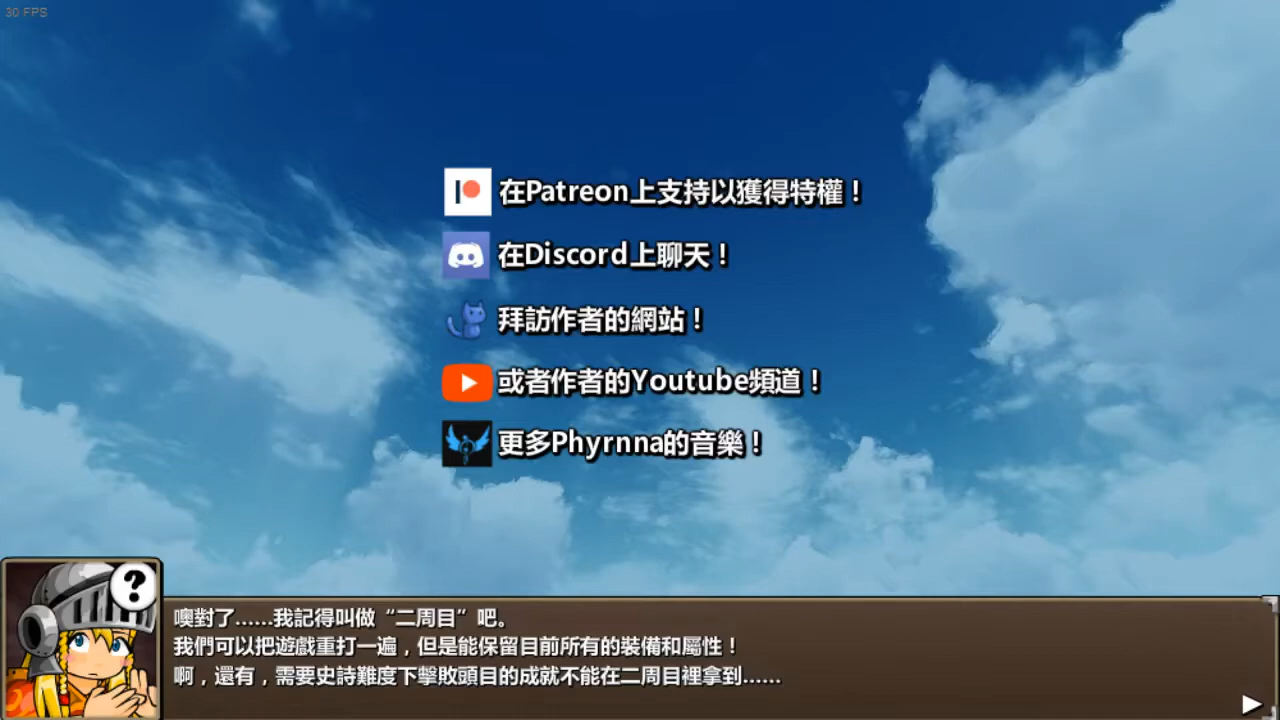 30 FPS
在Patreon上支持以獲得特權！
在Discord上聊天！
拜訪作者的網站！
或者作者的Youtube頻道！
更多Phyrnna的音樂！
?
噢對了......我記得叫做“二周目”吧。
我們可以把遊戲重打一遍，但是能保留目前所有的裝備和屬性！
啊，還有，需要史詩難度下擊敗頭目的成就不能在二周目裡拿到......